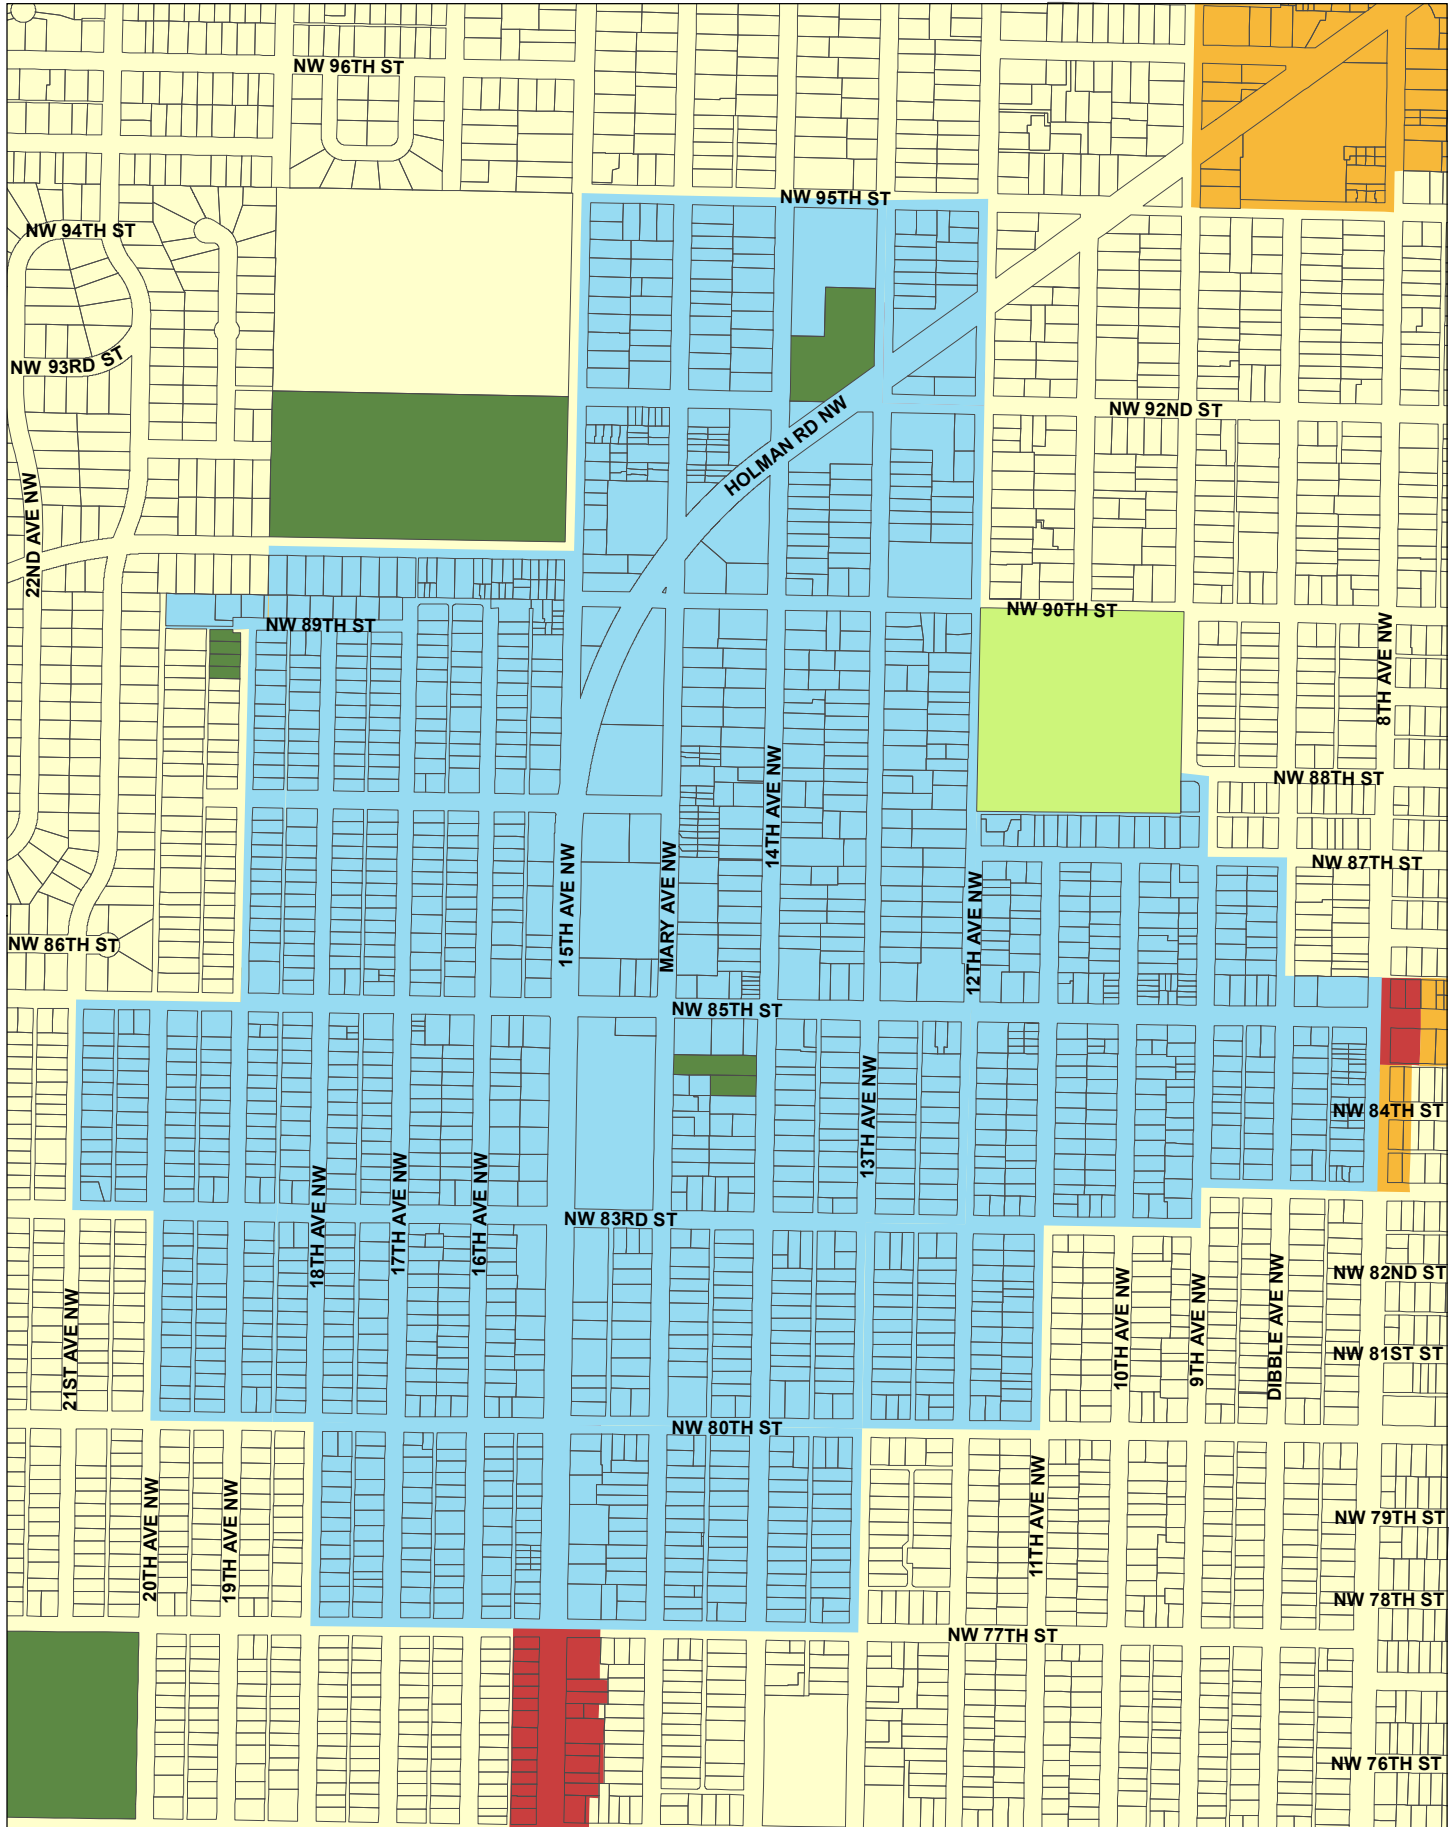 NW 96TH ST
NW 95TH ST
NW 94TH ST
NW 93RD ST
HOLMAN RD NW
NW 92ND ST
22ND AVE NW
NW 90TH ST
NW 89TH ST
8TH AVE NW
NW 88TH ST
14TH AVE NW
15TH AVE NW
MARY AVE NW
NW 87TH ST
12TH AVE NW
NW 86TH ST
NW 85TH ST
13TH AVE NW
NW 84TH ST
18TH AVE NW
17TH AVE NW
16TH AVE NW
NW 83RD ST
NW 82ND ST
21ST AVE NW
10TH AVE NW
9TH AVE NW
DIBBLE AVE NW
NW 81ST ST
NW 80TH ST
20TH AVE NW
19TH AVE NW
11TH AVE NW
NW 79TH ST
NW 78TH ST
NW 77TH ST
NW 76TH ST